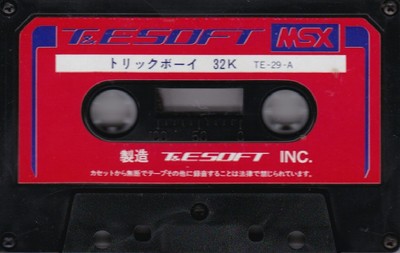 T&ESOFT MSX
トリックボーイ 32K TE-29-A
製造 T&ESOFT INC.
カセットから無断でテープその他に録音することは法律で禁じられています。